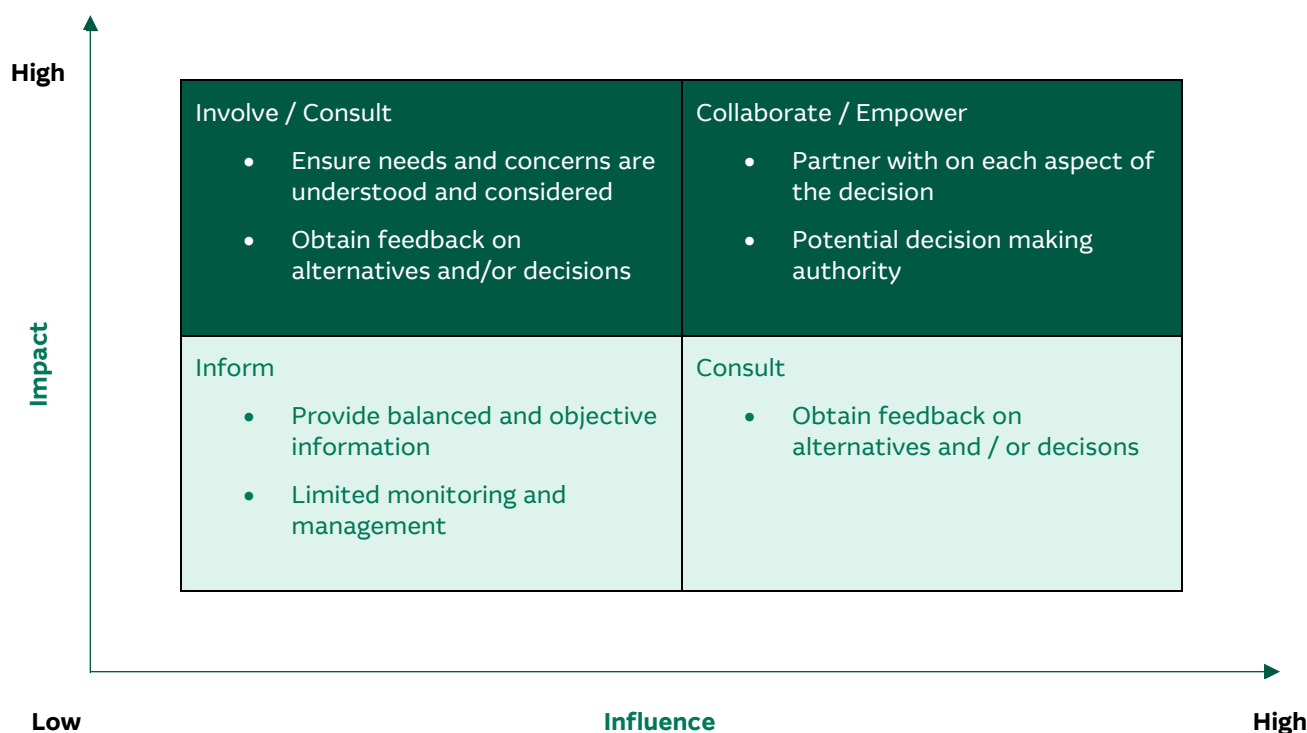 High
Involve / Consult
• Ensure needs and concerns are
understood and considered
• Obtain feedback on
alternatives and/or decisions
Collaborate / Empower
• Partner with on each aspect of
the decision
• Potential decision making
authority
Impact
Inform
• Provide balanced and objective
information
• Limited monitoring and
management
Consult
• Obtain feedback on
alternatives and / or decisons
Low
Influence
High